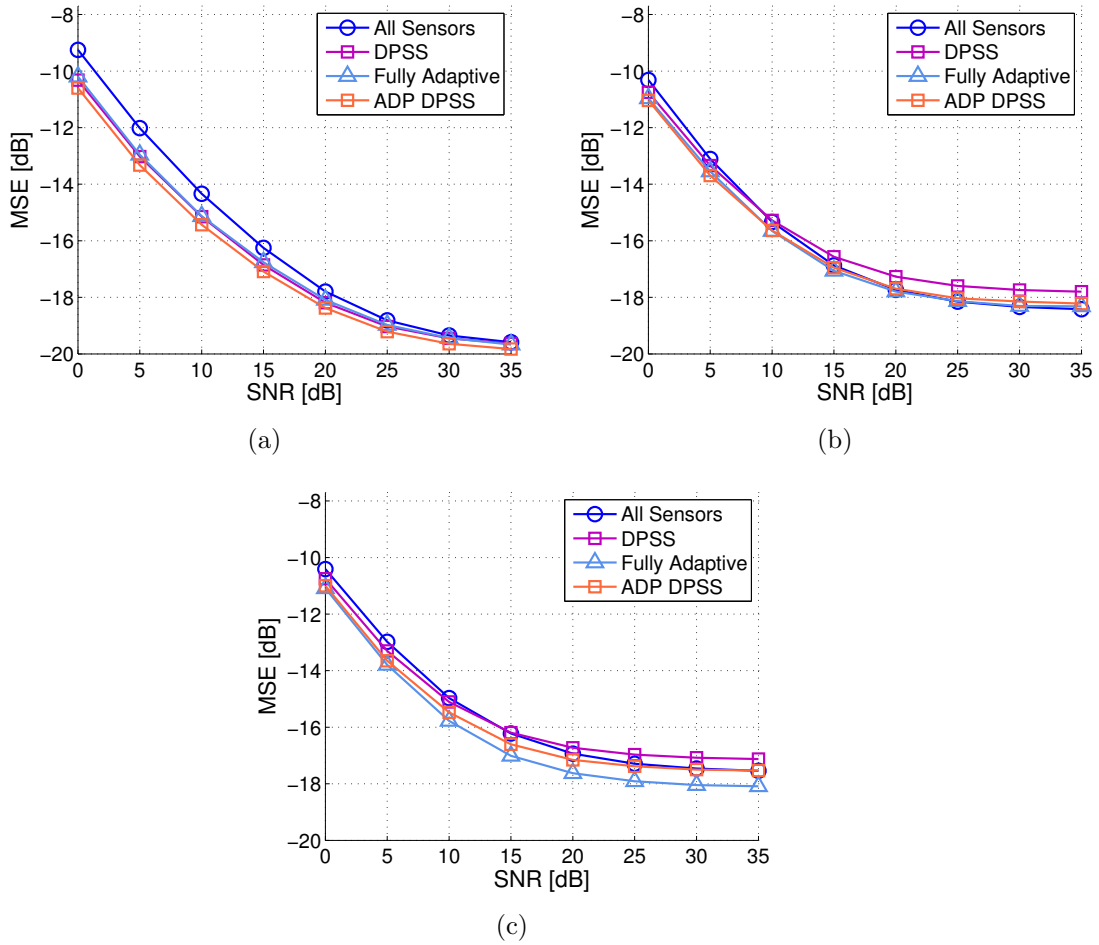 −8
−10
−12
−14
−16
−18
−20
MSE [dB]
0 5 10 15 20 25 30 35
SNR [dB]
All Sensors
DPSS
Fully Adaptive
ADP DPSS
(a)
−8
−10
−12
−14
−16
−18
−20
MSE [dB]
0 5 10 15 20 25 30 35
SNR [dB]
All Sensors
DPSS
Fully Adaptive
ADP DPSS
(b)
−8
−10
−12
−14
−16
−18
−20
MSE [dB]
0 5 10 15 20 25 30 35
SNR [dB]
All Sensors
DPSS
Fully Adaptive
ADP DPSS
(c)